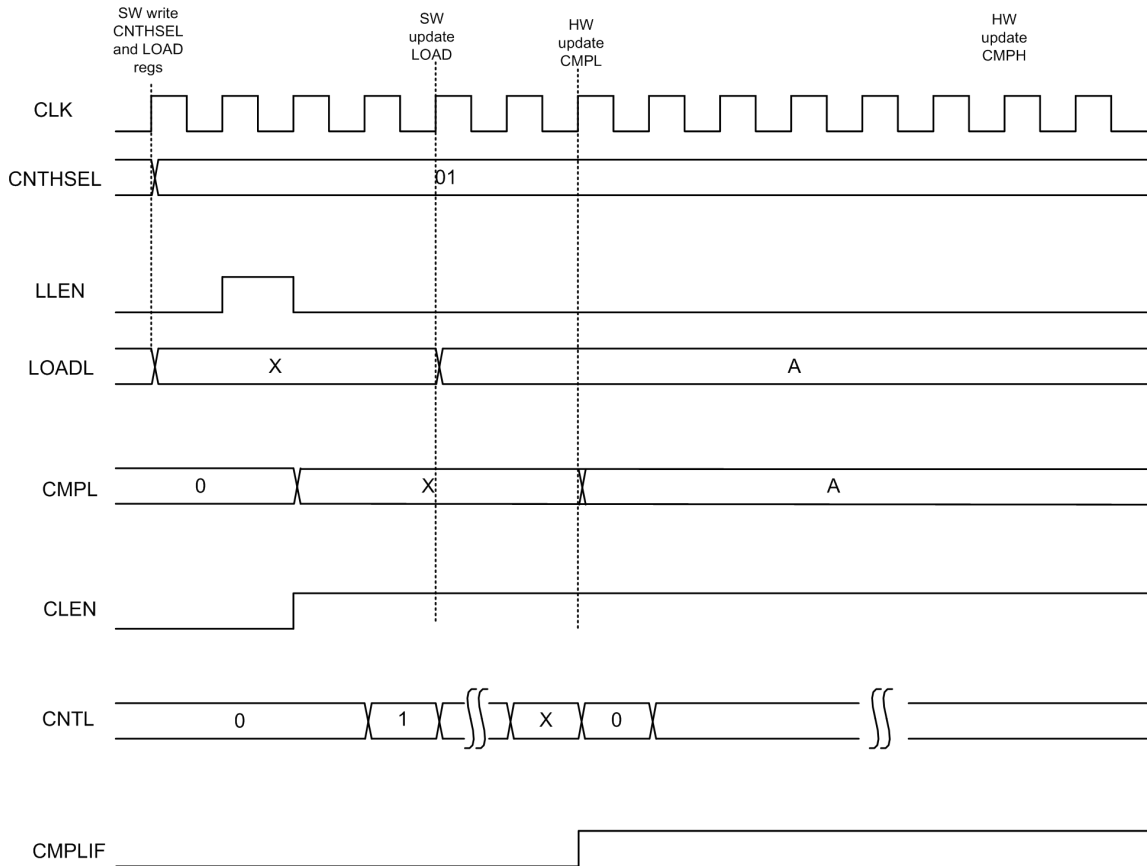 SW write
CNTHSEL
and LOAD
regs
SW
update
LOAD
HW
update
CMPL
HW
update
CMPH
CLK
CNTHSEL
01
LLEN
LOADL
X
A
CMPL
0
X
A
CLEN
CNTL
0
1
X
0
CMPLIF